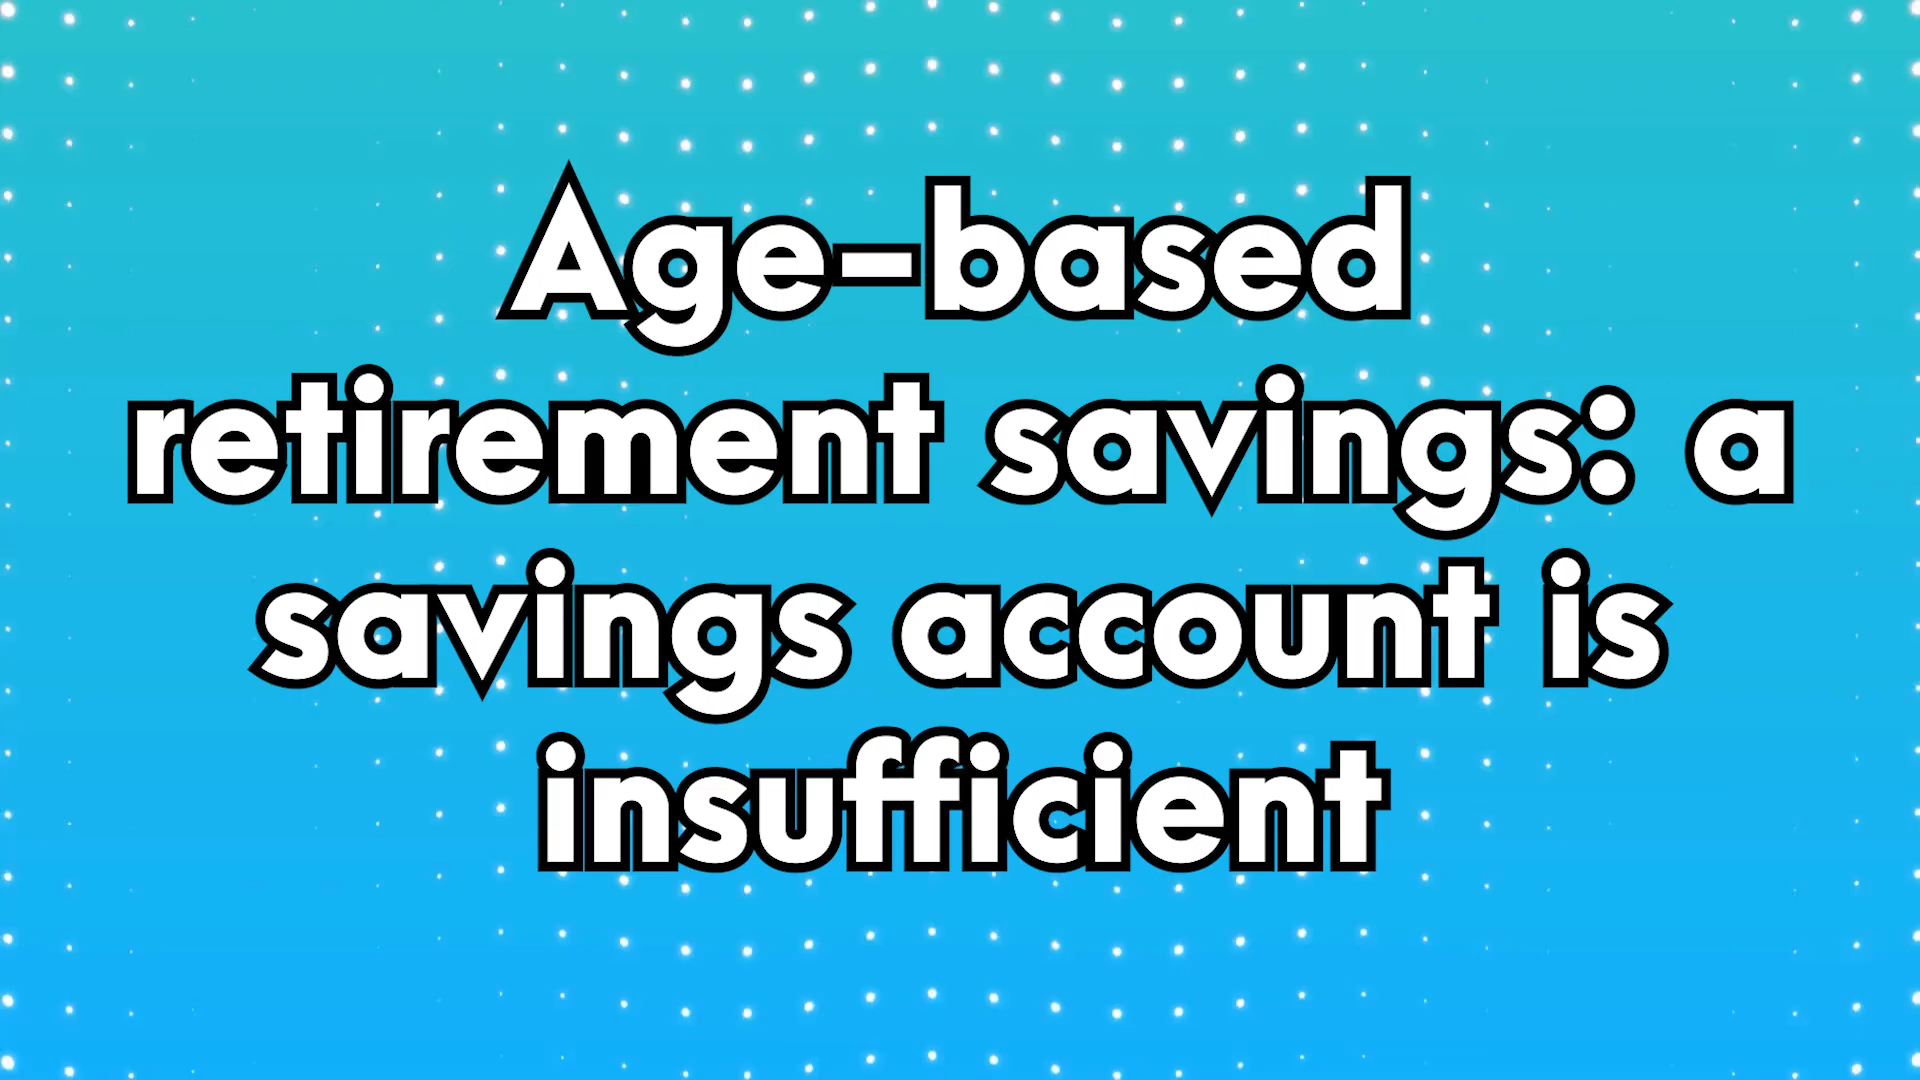 Age-based
retirement savings: a
savings account is
insufficient